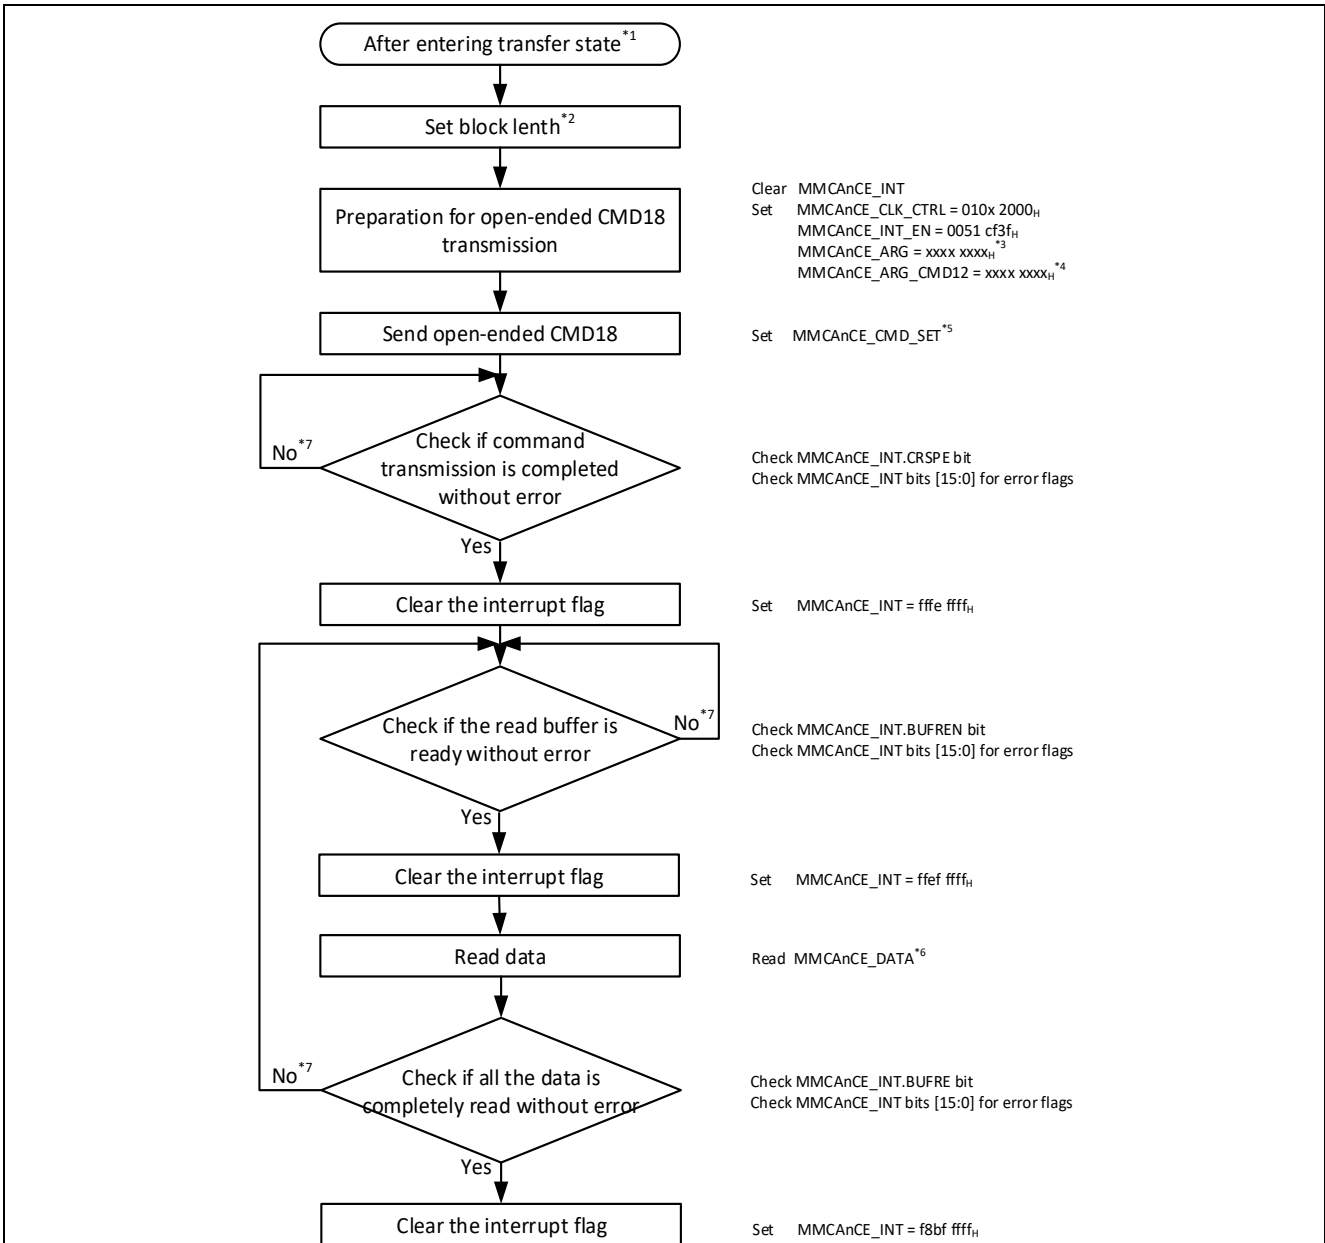 After entering transfer state*1
Set block lenth*2
Preparation for open-ended CMD18
transmission
Clear MMCAnCE_INT
Set MMCAnCE_CLK_CTRL = 010x 2000H
MMCAnCE_INT_EN = 0051 cf3fH
MMCAnCE_ARG = xxxx xxxxH*3
MMCAnCE_ARG_CMD12 = xxxx xxxxH*4
Send open-ended CMD18
Set MMCAnCE_CMD_SET*5
Check if command
transmission is completed
without error
No*7
Yes
Check MMCAnCE_INT.CRSPE bit
Check MMCAnCE_INT bits [15:0] for error flags
Clear the interrupt flag
Set MMCAnCE_INT = fffe ffffH
Check if the read buffer is
ready without error
No*7
Yes
Check MMCAnCE_INT.BUFREN bit
Check MMCAnCE_INT bits [15:0] for error flags
Clear the interrupt flag
Set MMCAnCE_INT = ffef ffffH
Read data
Read MMCAnCE_DATA*6
Check if all the data is
completely read without error
No*7
Yes
Check MMCAnCE_INT.BUFRE bit
Check MMCAnCE_INT bits [15:0] for error flags
Clear the interrupt flag
Set MMCAnCE_INT = f8bf ffffH